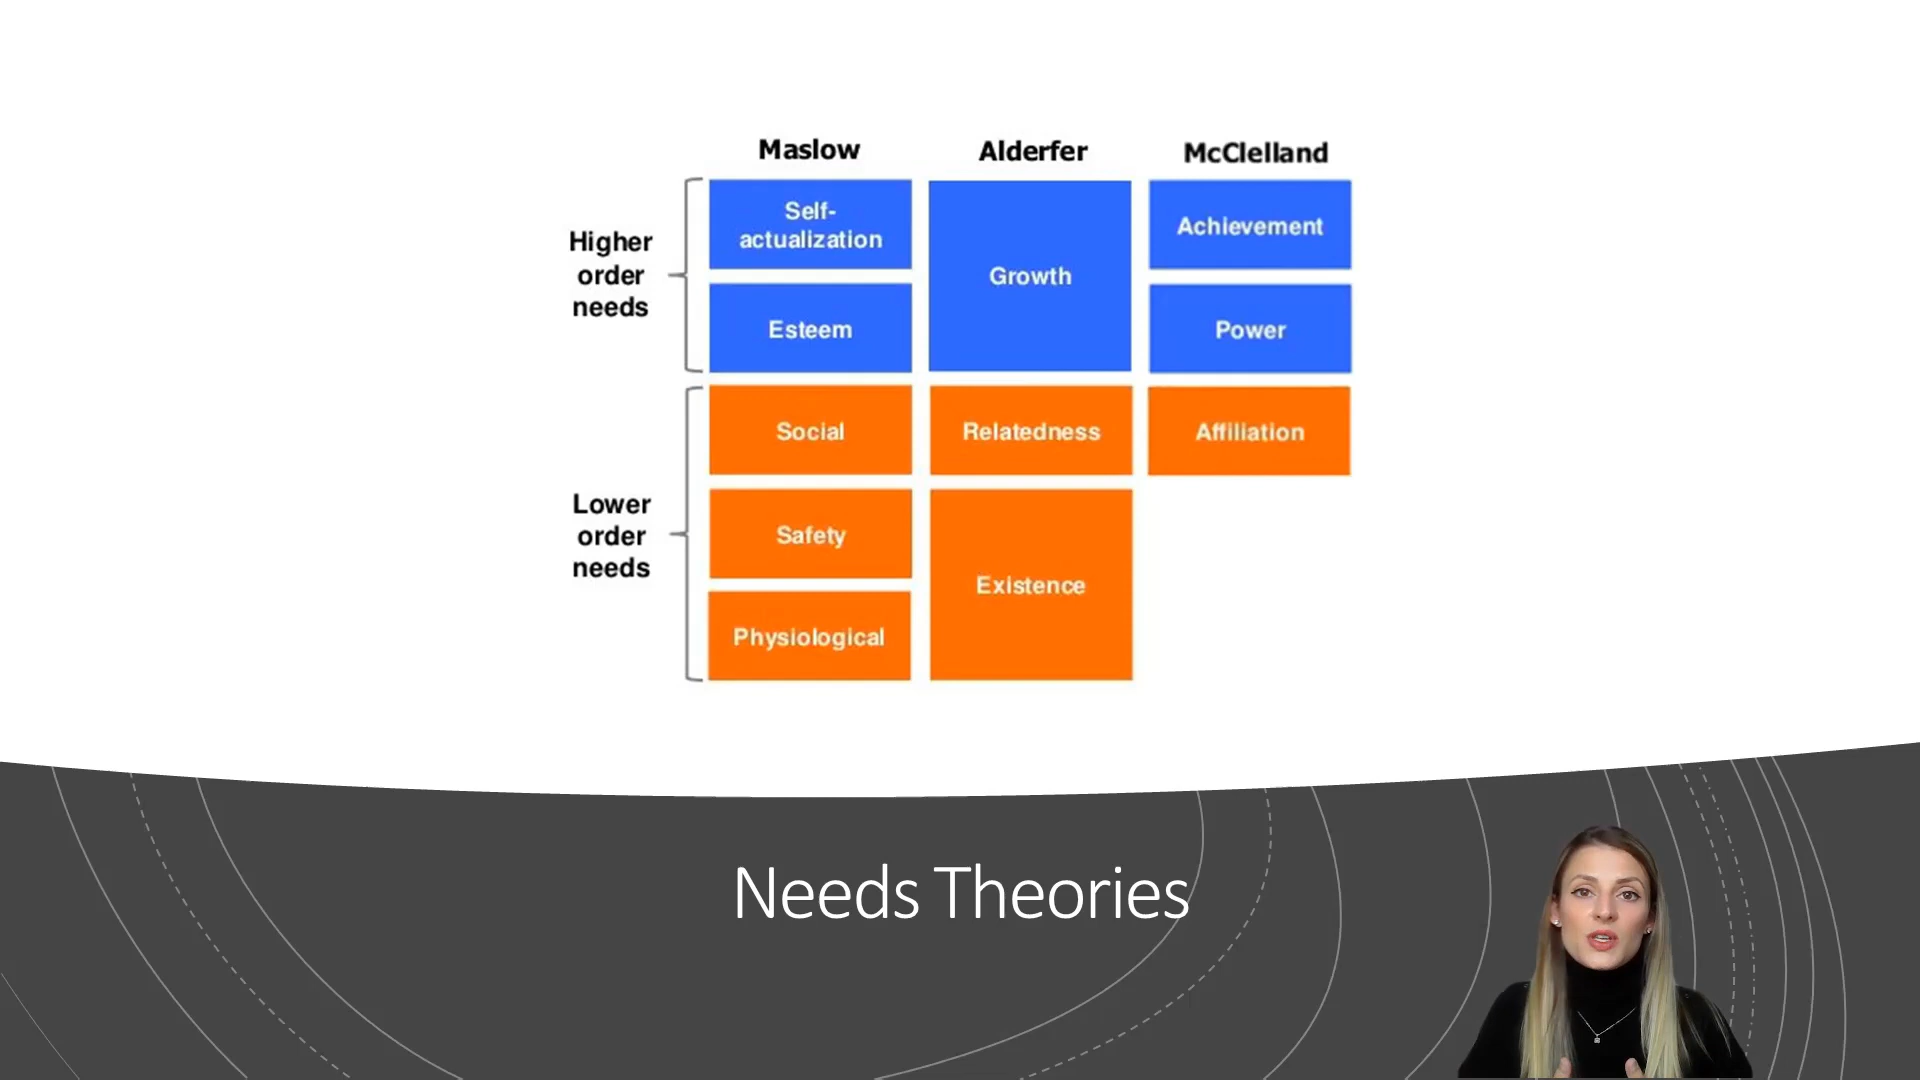 Maslow
Alderfer
McClelland
Higher
order
needs
Self-
actualization
Growth
Achievement
Esteem
Power
Lower
order
needs
Social
Relatedness
Affiliation
Safety
Existence
Physiological
Needs Theories